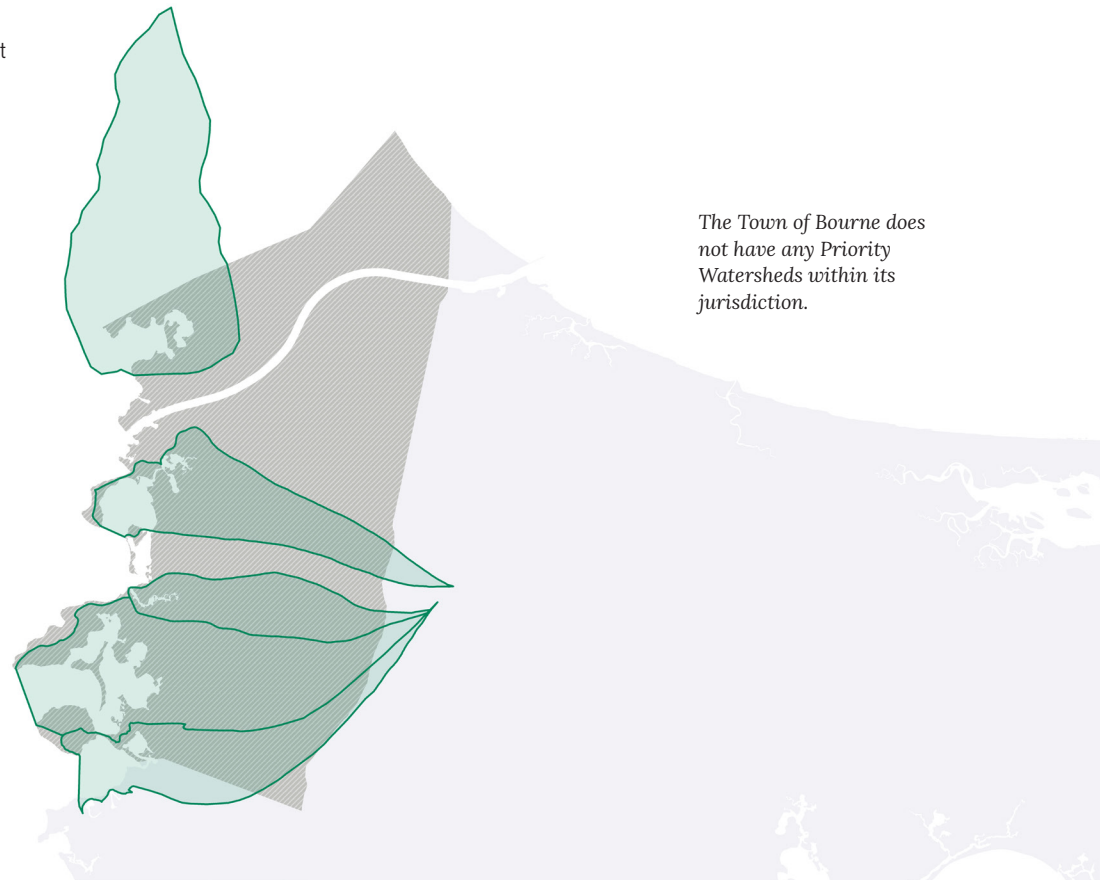 t
The Town of Bourne does
not have any Priority
Watersheds within its
jurisdiction.